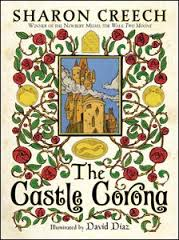 SHARON CREECH
WINNER OF THE NEWBERY MEDAL FOR WALK TWO MOONS
The
Castle Corona
Illustrated by David Diaz